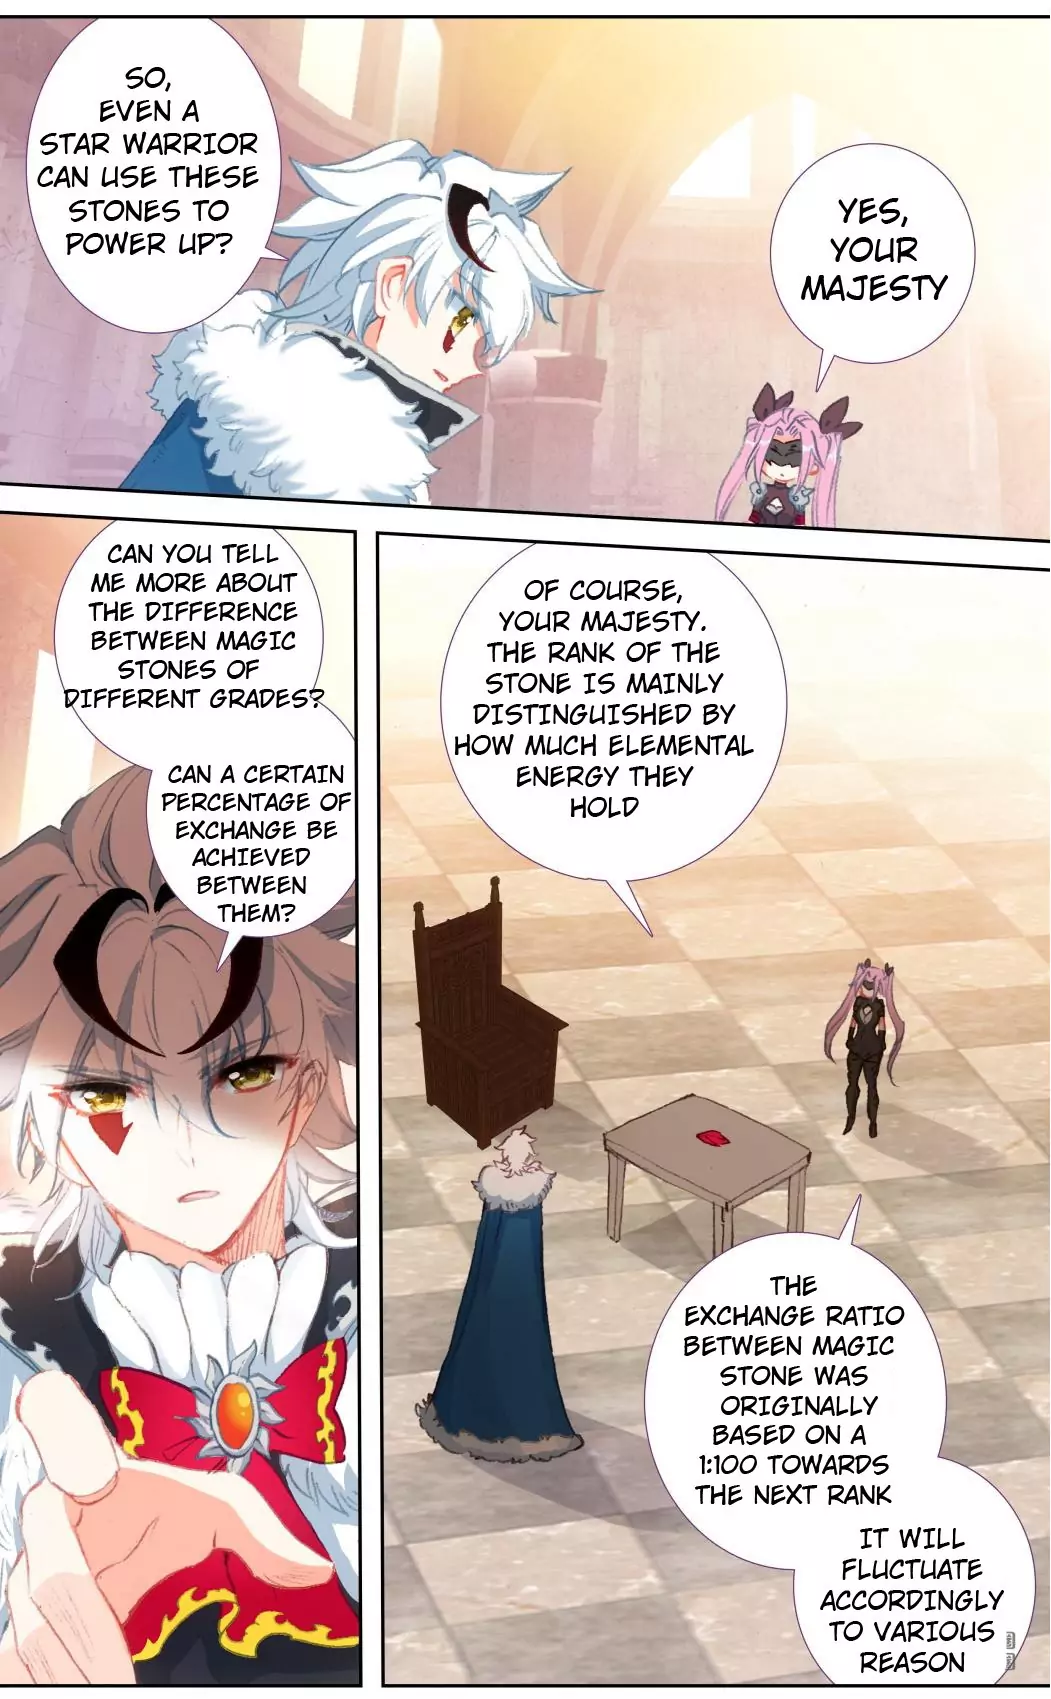 SO,
EVEN A
STAR WARRIOR
CAN USE THESE
STONES TO
POWER UP?
YES,
YOUR
MAJESTY
CAN YOU TELL
ME MORE ABOUT
THE DIFFERENCE
BETWEEN MAGIC
STONES OF
DIFFERENT GRADES?
CAN A CERTAIN
PERCENTAGE OF
EXCHANGE BE
ACHIEVED
BETWEEN
THEM?
OF COURSE,
YOUR MAJESTY.
THE RANK OF THE
STONE IS MAINLY
DISTINGUISHED BY
HOW MUCH ELEMENTAL
ENERGY THEY
HOLD
THE
EXCHANGE RATIO
BETWEEN MAGIC
STONE WAS
ORIGINALLY
BASED ON A
1:100 TOWARDS
THE NEXT RANK
IT WILL
FLUCTUATE
ACCORDINGLY
TO VARIOUS
REASON